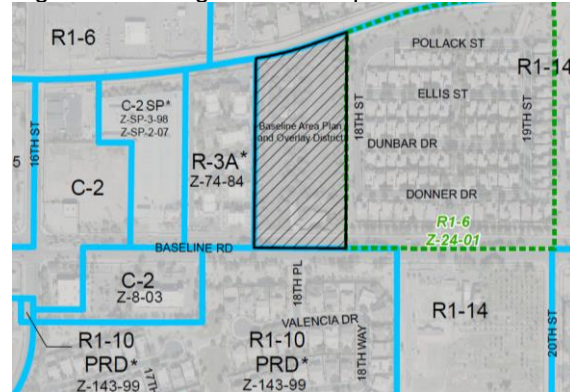 R1-6
POLLACK ST
R1-14
C-2 SP*
Z-SP-3-98
Z-SP-2-07
16TH ST
18TH ST
ELLIS ST
19TH ST
Baseline Area Plan
and Overlay District
5
R-3A*
Z-74-84
DUNBAR DR
C-2
DONNER DR
R1-6
Z-24-01
BASELINE RD
C-2
Z-8-03
18TH PL
R1-14
VALENCIA DR
18TH WAY
20TH ST
R1-10
PRD*
Z-143-99
17TH
R1-10
PRD*
Z-143-99